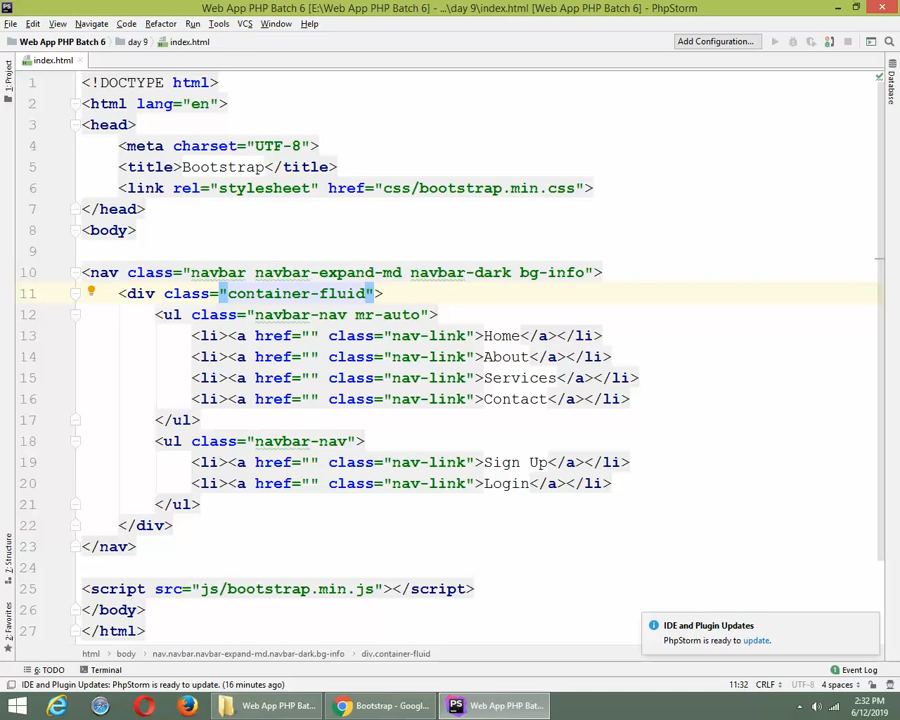 Web App PHP Batch 6 [...\Web App PHP Batch 6] - ...\day 9\index.html [Web App PHP Batch 6] - PhpStorm
File Edit View Navigate Code Refactor Run Tools VCS Window Help
Web App PHP Batch 6 day 9 index.html Add Configuration...
index.html
1 <!DOCTYPE html>
2 <html lang="en">
3 <head>
4 <meta charset="UTF-8">
5 <title>Bootstrap</title>
6 <link rel="stylesheet" href="css/bootstrap.min.css">
7 </head>
8 <body>
9
10 <nav class="navbar navbar-expand-md navbar-dark bg-info">
11 <div class="container-fluid">
12 <ul class="navbar-nav mr-auto">
13 <li><a href="" class="nav-link">Home</a></li>
14 <li><a href="" class="nav-link">About</a></li>
15 <li><a href="" class="nav-link">Services</a></li>
16 <li><a href="" class="nav-link">Contact</a></li>
17 </ul>
18 <ul class="navbar-nav">
19 <li><a href="" class="nav-link">Sign Up</a></li>
20 <li><a href="" class="nav-link">Login</a></li>
21 </ul>
22 </div>
23 </nav>
24
25 <script src="js/bootstrap.min.js"></script>
26 </body>
27 </html>
1: Project
7: Structure
2: Favorites
Database
IDE and Plugin Updates
PhpStorm is ready to update.
html body nav.navbar.navbar-expand-md.navbar-dark.bg-info div.container-fluid
6: TODO Terminal Event Log
IDE and Plugin Updates: PhpStorm is ready to update. (16 minutes ago) 11:32 CRLF UTF-8 4 spaces
Web App PHP Bat... Bootstrap - Googl... Web App PHP Bat... 2:32 PM
6/12/2019